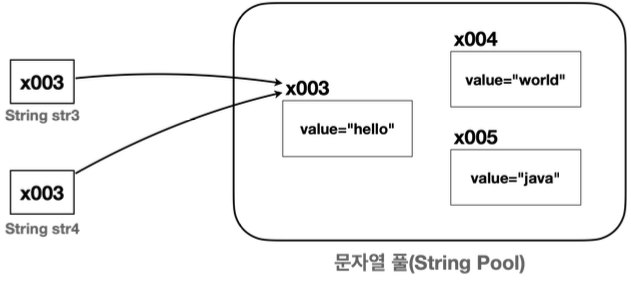 x003
String str3
x003
String str4
x003
value="hello"
x004
value="world"
x005
value="java"
문자열 풀(String Pool)